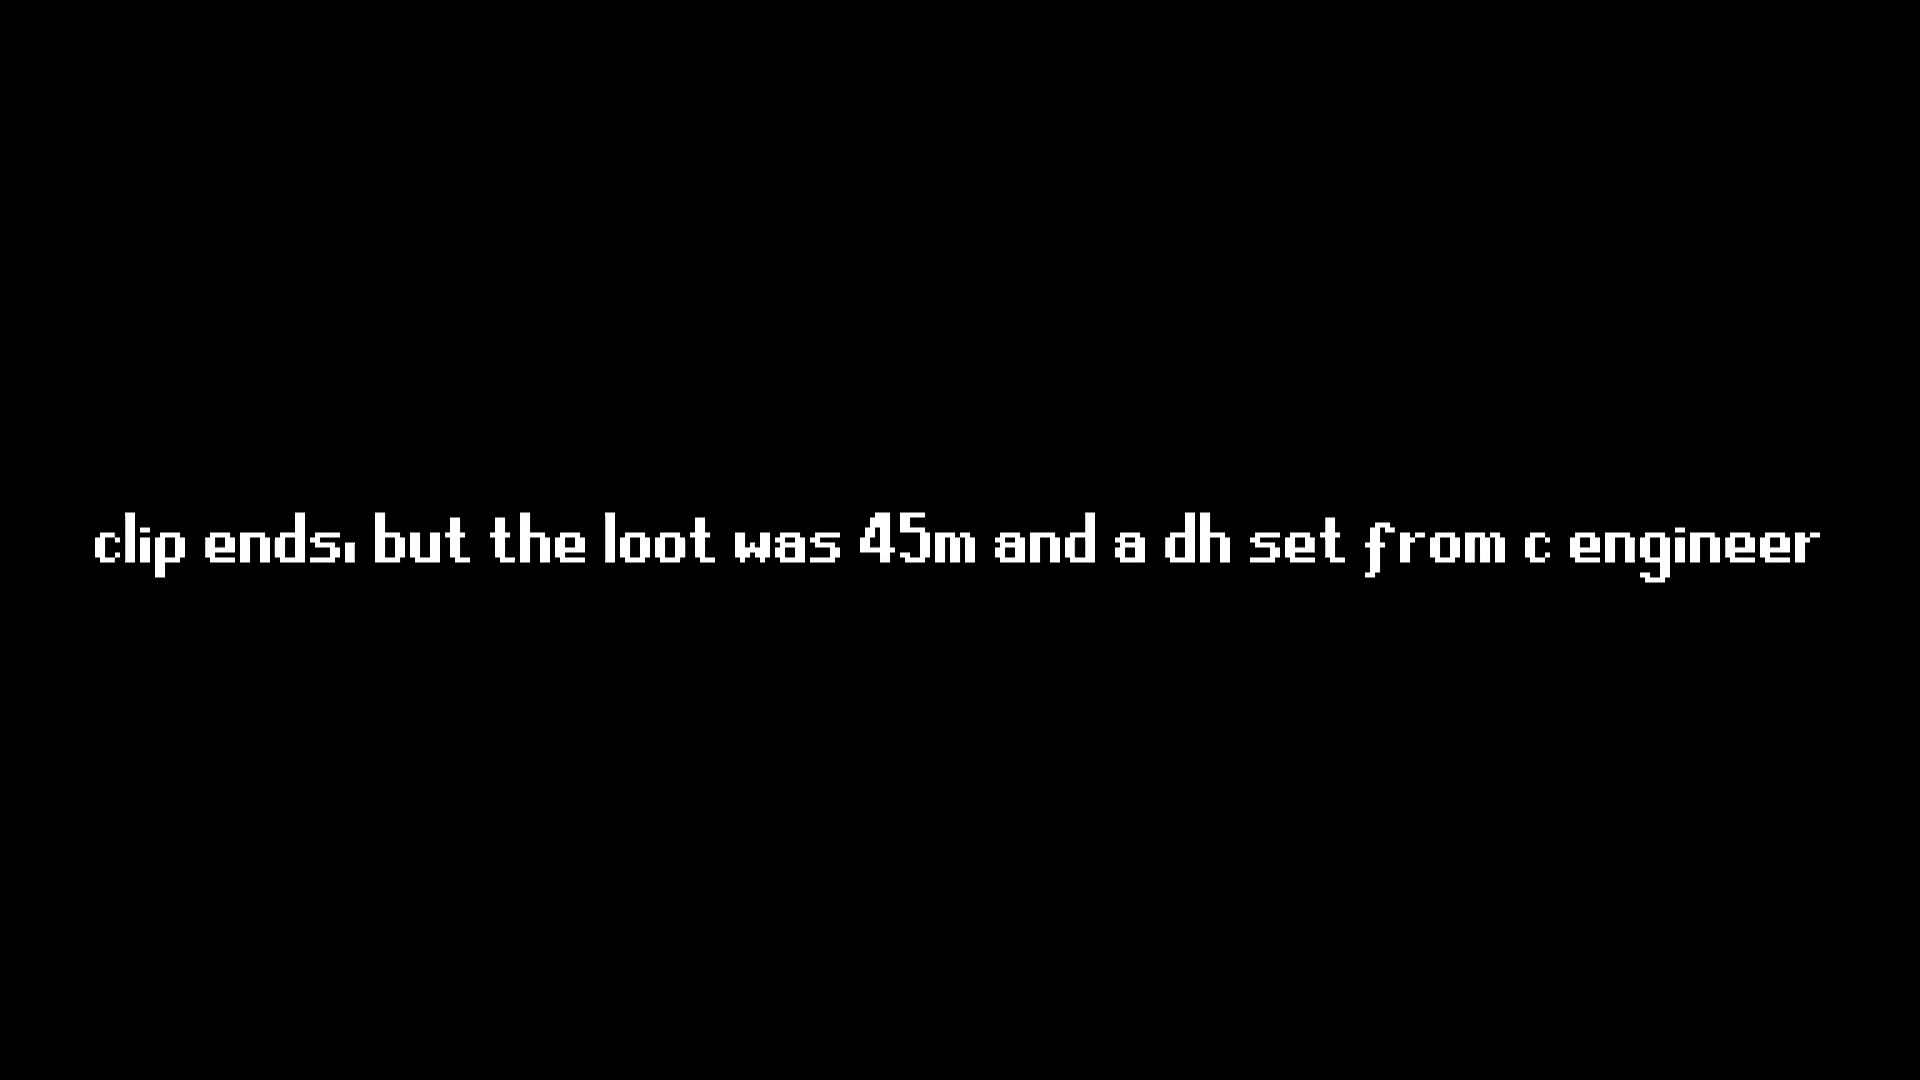 clip ends, but the loot was 45m and a dh set from c engineer